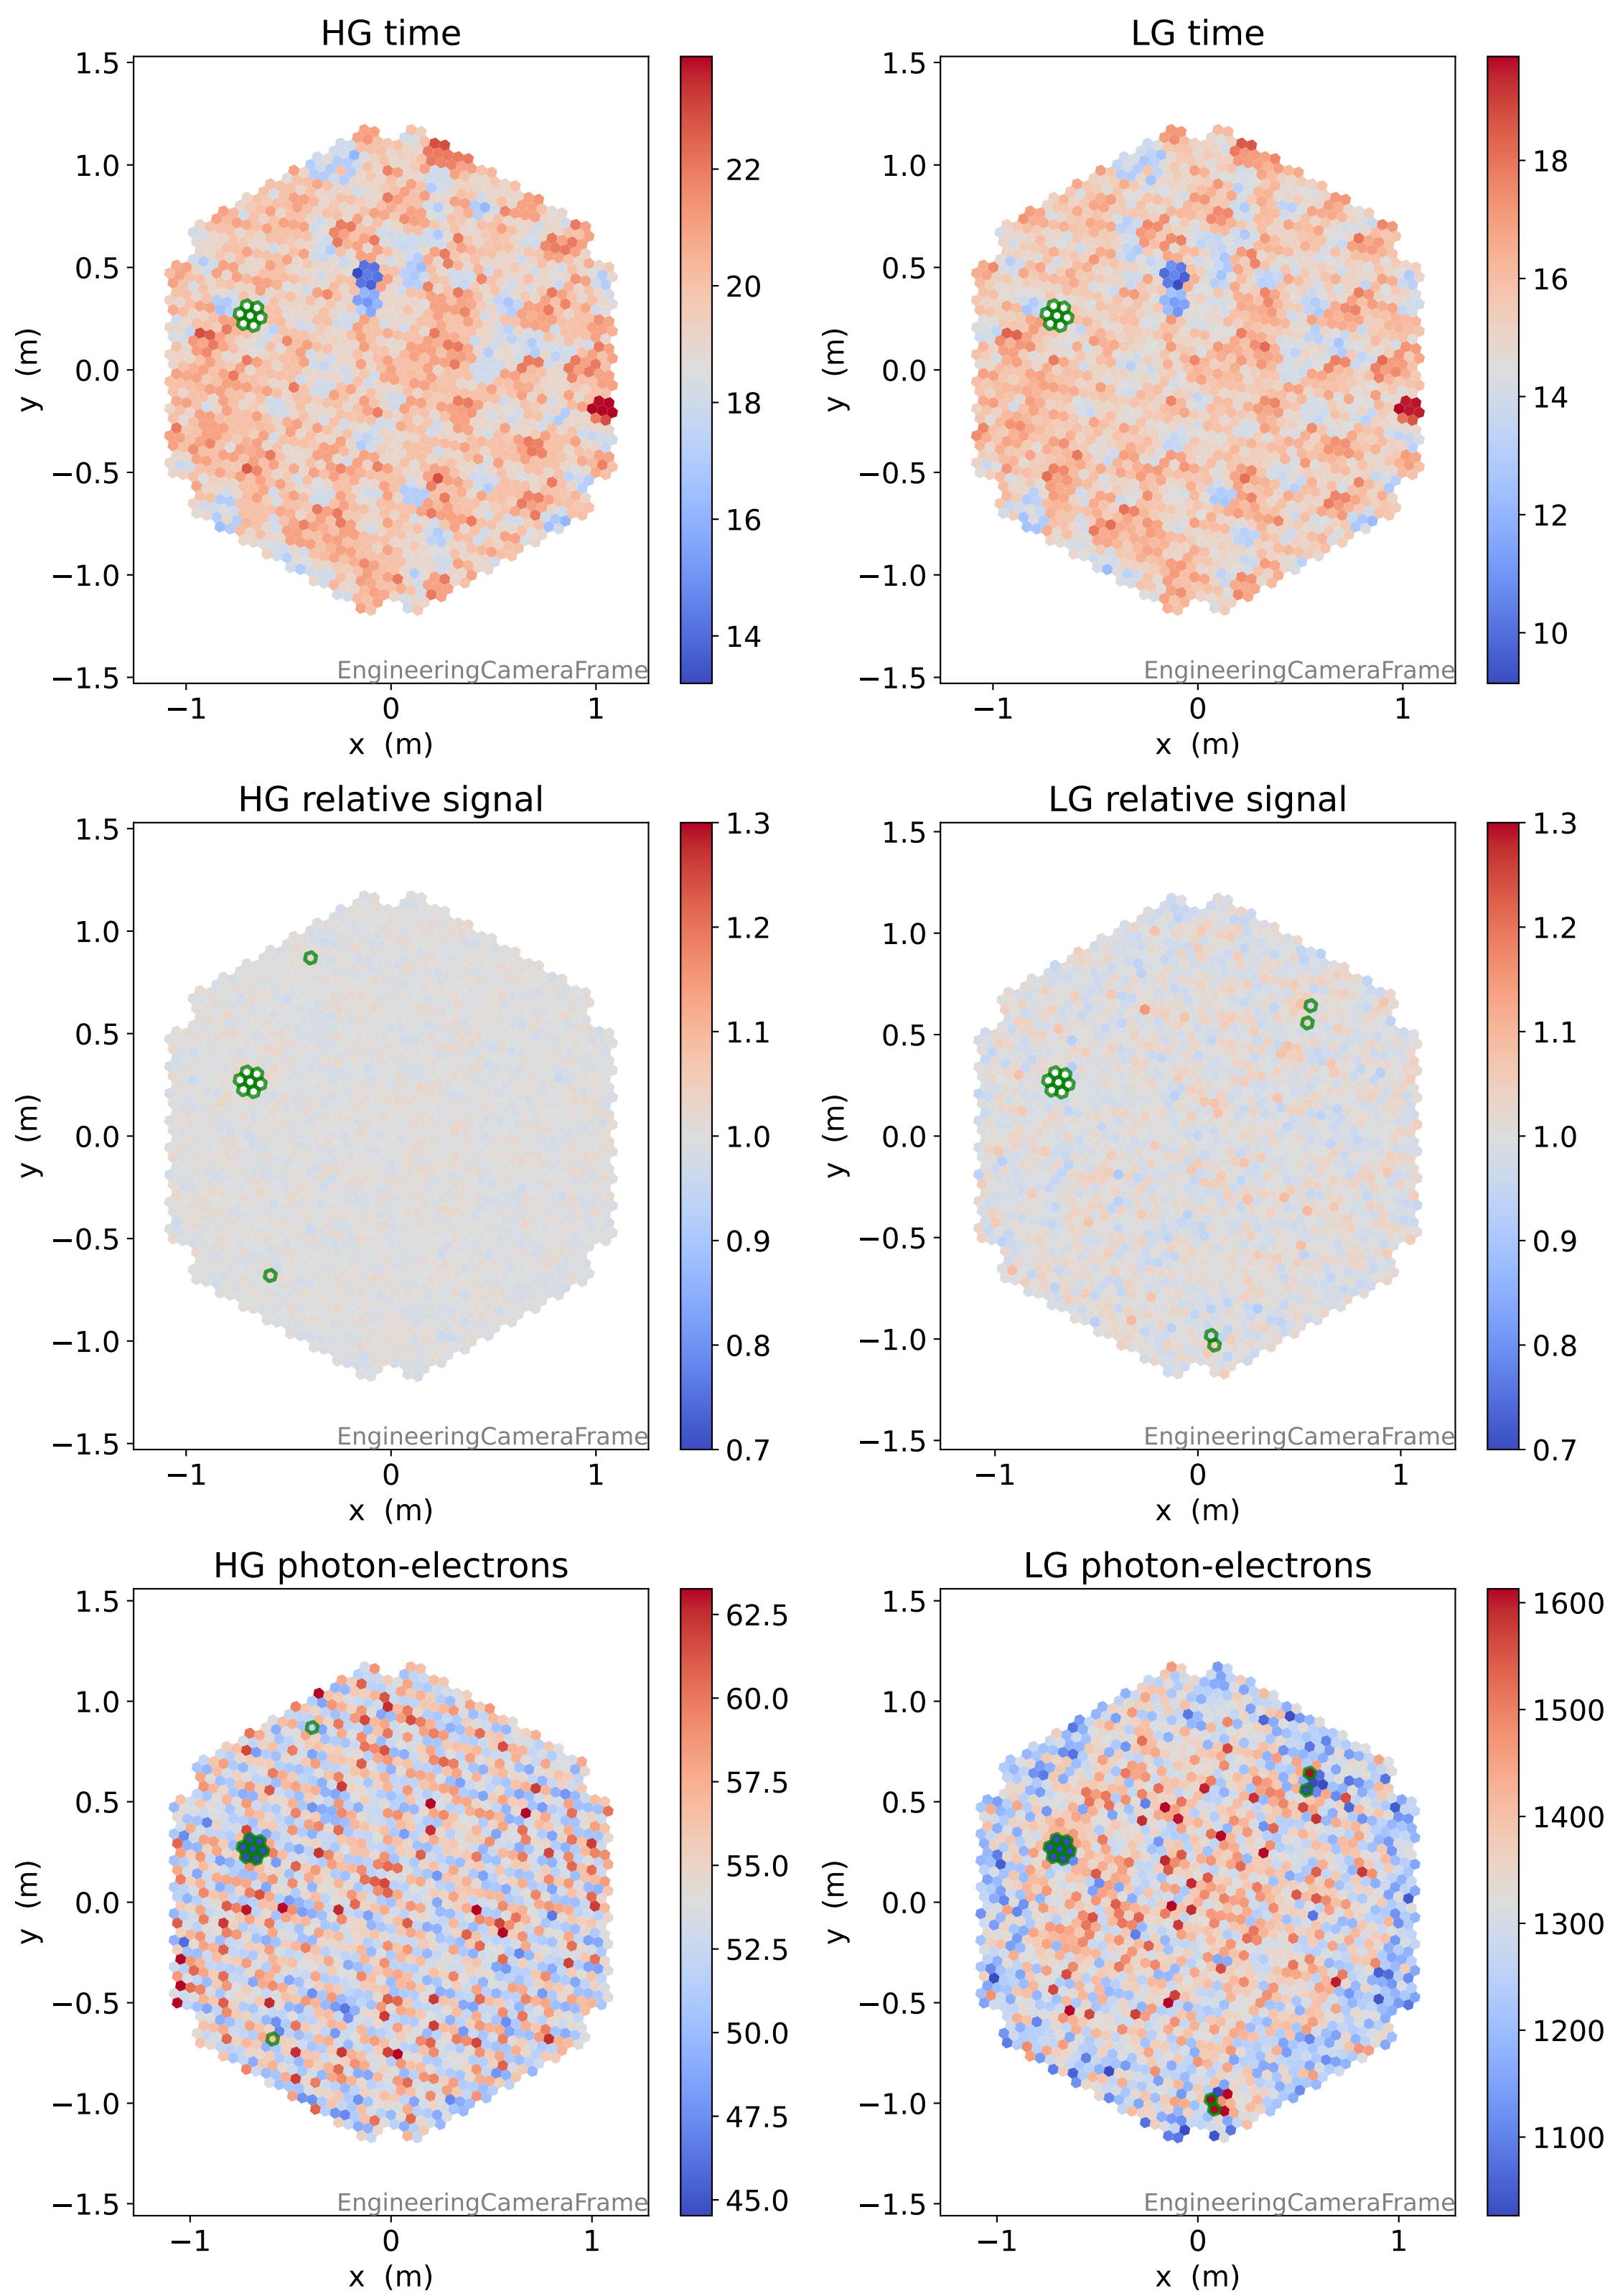 HG time
1.5
1.0
0.5
0.0
−0.5
−1.0
−1.5
y (m)
−1 0 1
x (m)
EngineeringCameraFrame
22
20
18
16
14
LG time
1.5
1.0
0.5
0.0
−0.5
−1.0
−1.5
y (m)
−1 0 1
x (m)
EngineeringCameraFrame
18
16
14
12
10
HG relative signal
1.5
1.0
0.5
0.0
−0.5
−1.0
−1.5
y (m)
−1 0 1
x (m)
EngineeringCameraFrame
1.3
1.2
1.1
1.0
0.9
0.8
0.7
LG relative signal
1.5
1.0
0.5
0.0
−0.5
−1.0
−1.5
y (m)
−1 0 1
x (m)
EngineeringCameraFrame
1.3
1.2
1.1
1.0
0.9
0.8
0.7
HG photon-electrons
1.5
1.0
0.5
0.0
−0.5
−1.0
−1.5
y (m)
−1 0 1
x (m)
EngineeringCameraFrame
62.5
60.0
57.5
55.0
52.5
50.0
47.5
45.0
LG photon-electrons
1.5
1.0
0.5
0.0
−0.5
−1.0
−1.5
y (m)
−1 0 1
x (m)
EngineeringCameraFrame
1600
1500
1400
1300
1200
1100